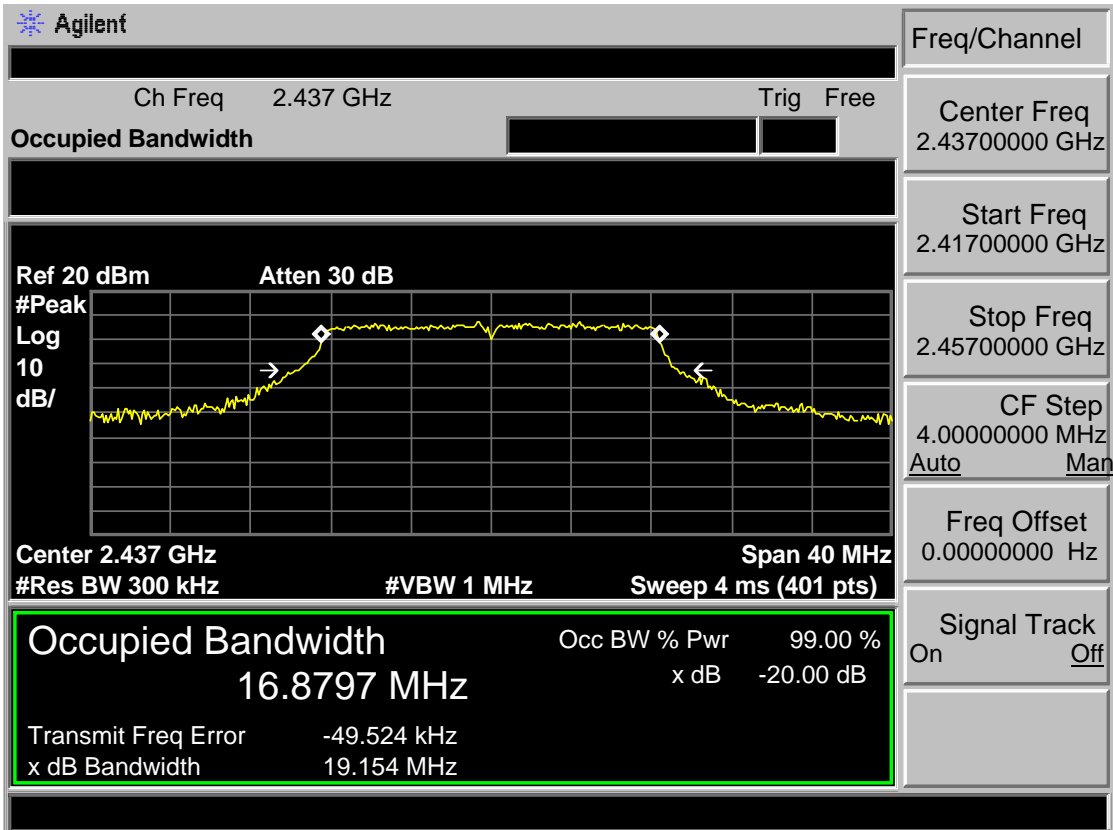 Agilent
Freq/Channel
Ch Freq 2.437 GHz Trig Free
Occupied Bandwidth
Center Freq
2.43700000 GHz
Start Freq
2.41700000 GHz
Stop Freq
2.45700000 GHz
CF Step
4.00000000 MHz
Auto Man
Freq Offset
0.00000000 Hz
Signal Track
On Off
Ref 20 dBm Atten 30 dB
#Peak
Log
10
dB/
Center 2.437 GHz Span 40 MHz
#Res BW 300 kHz #VBW 1 MHz Sweep 4 ms (401 pts)
Occupied Bandwidth
16.8797 MHz
Occ BW % Pwr 99.00 %
x dB -20.00 dB
Transmit Freq Error -49.524 kHz
x dB Bandwidth 19.154 MHz